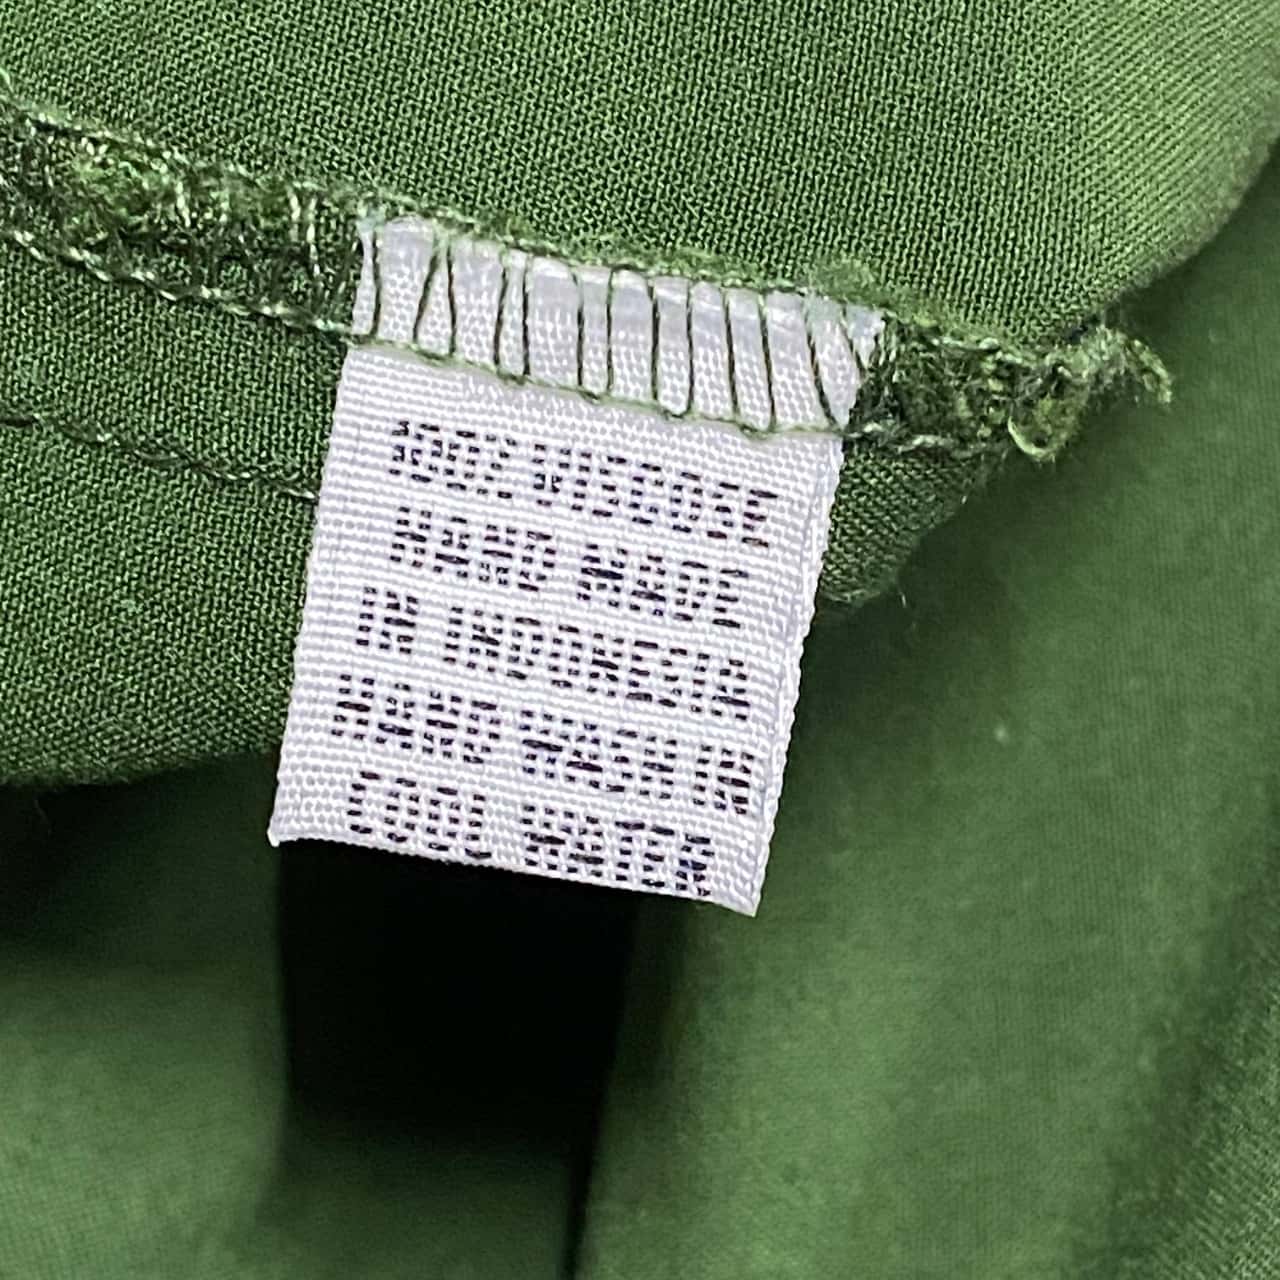 100% VISCOSE
HAND MADE
IN INDONESIA
HAND WASH IN
COOL WATER